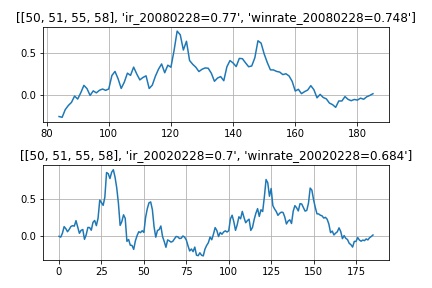 [[50, 51, 55, 58], 'ir_20080228=0.77', 'winrate_20080228=0.748']
0.5
0.0
80 100 120 140 160 180
[[50, 51, 55, 58], 'ir_20020228=0.7', 'winrate_20020228=0.684']
0.5
0.0
0 25 50 75 100 125 150 175